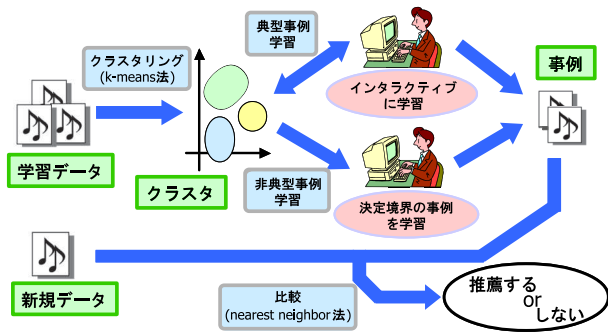 クラスタリング
(k-means法)
学習データ
クラスタ
典型事例
学習
インタラクティブ
に学習
非典型事例
学習
決定境界の事例
を学習
事例
新規データ
比較
(nearest neighbor法)
推薦する
or
しない